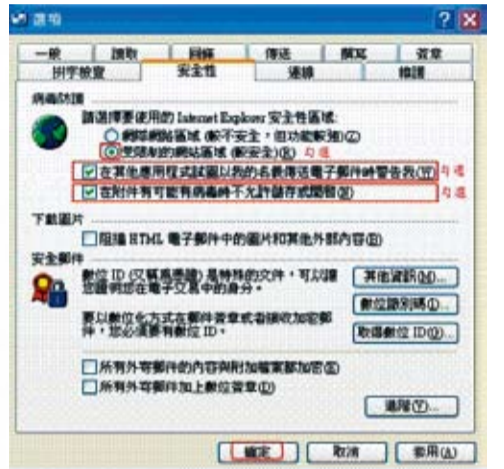 選項
一般
讀取
回條
傳送
撰寫
簽章
拼字檢查
安全性
連線
維護
病毒防護
請選擇要使用的 Internet Explorer 安全性區域:
網際網路區域 (較不安全，但功能較強)(Z)
受限制的網站區域 (較安全)(R) 勾選
在其他應用程式試圖以我的名義傳送電子郵件時警告我(W) 勾選
在附件有可能有病毒時不允許儲存或開啟(N) 勾選
下載圖片
阻擋 HTML 電子郵件中的圖片和其他外部內容(B)
安全郵件
數位 ID (又稱為憑證) 是特殊的文件，可以讓
您證明您在電子交易中的身分。
其他資訊(M)...
數位識別碼(I)...
要以數位化方式在郵件簽章或者接收加密郵
件，您必須要有數位 ID。
取得數位 ID(G)...
所有外寄郵件的內容與附加檔案都加密(E)
所有外寄郵件加上數位簽章(D)
進階(V)...
確定
取消
套用(A)